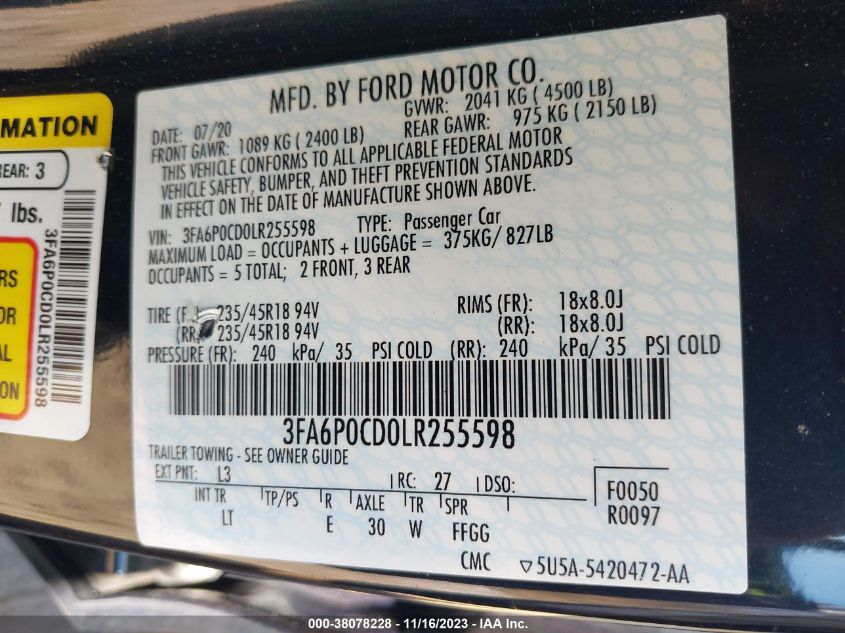 MATION
REAR: 3
lbs.
3FA6P0CD0LR255598
RS
OR
AL
ON
MFD. BY FORD MOTOR CO.
DATE: 07/20 GVWR: 2041 KG ( 4500 LB)
FRONT GAWR: 1089 KG ( 2400 LB) REAR GAWR: 975 KG ( 2150 LB)
THIS VEHICLE CONFORMS TO ALL APPLICABLE FEDERAL MOTOR
VEHICLE SAFETY, BUMPER, AND THEFT PREVENTION STANDARDS
IN EFFECT ON THE DATE OF MANUFACTURE SHOWN ABOVE.
VIN: 3FA6P0CD0LR255598 TYPE: Passenger Car
MAXIMUM LOAD = OCCUPANTS + LUGGAGE = 375KG/ 827LB
OCCUPANTS = 5 TOTAL; 2 FRONT, 3 REAR
TIRE (F 235/45R18 94V RIMS (FR): 18x8.0J
(RR 235/45R18 94V (RR): 18x8.0J
PRESSURE (FR): 240 kPa/ 35 PSI COLD (RR): 240 kPa/ 35 PSI COLD
3FA6P0CD0LR255598
TRAILER TOWING - SEE OWNER GUIDE
EXT PNT: L3 RC: 27 DSO: F0050
INT TR TP/PS R AXLE TR SPR R0097
LT E 30 W FFGG
CMC ▽5U5A-5420472-AA
000-38078228 - 11/16/2023 - IAA Inc.